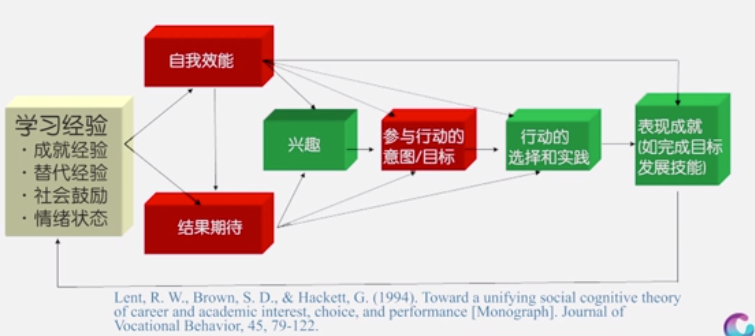 自我效能
学习经验
·成就经验
·替代经验
·社会鼓励
·情绪状态
兴趣
参与行动的
意图/目标
行动的
选择和实践
表现成就
(如完成目标
发展技能)
结果期待
Lent, R. W., Brown, S. D., & Hackett, G. (1994). Toward a unifying social cognitive theory
of career and academic interest, choice, and performance [Monograph]. Journal of
Vocational Behavior, 45, 79-122.